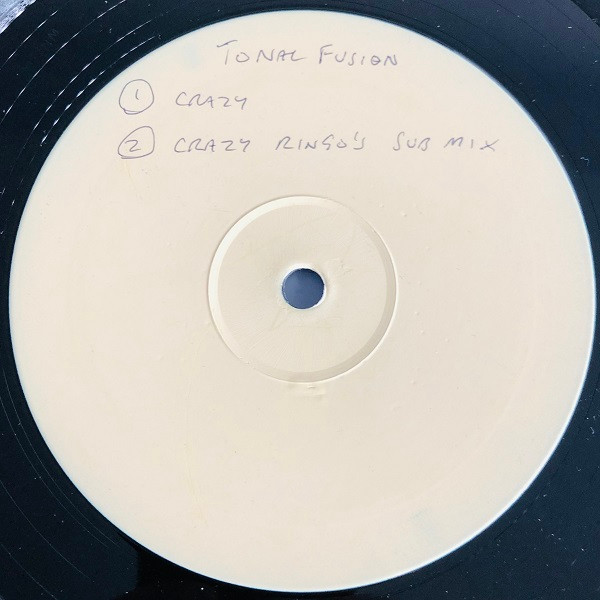 TONAL FUSION
1 CRAZY
2 CRAZY RINGO'S SUB MIX